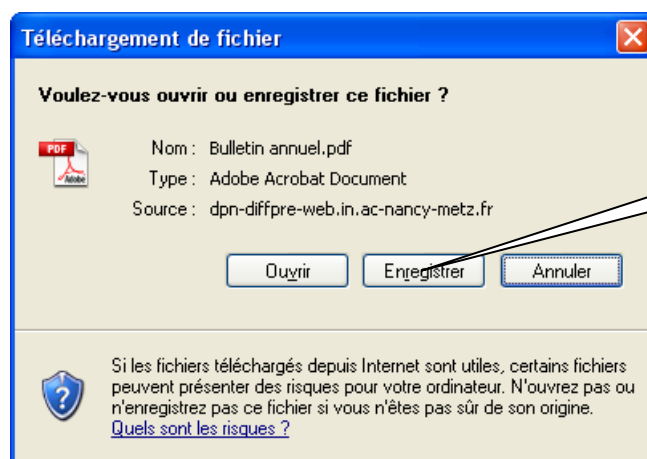 Téléchargement de fichier
Voulez-vous ouvrir ou enregistrer ce fichier ?
PDF
Adobe
Nom : Bulletin annuel.pdf
Type : Adobe Acrobat Document
Source : dpn-diffpre-web.in.ac-nancy-metz.fr
Ouvrir Enregistrer Annuler
Si les fichiers téléchargés depuis Internet sont utiles, certains fichiers
peuvent présenter des risques pour votre ordinateur. N'ouvrez pas ou
n'enregistrez pas ce fichier si vous n'êtes pas sûr de son origine.
Quels sont les risques ?